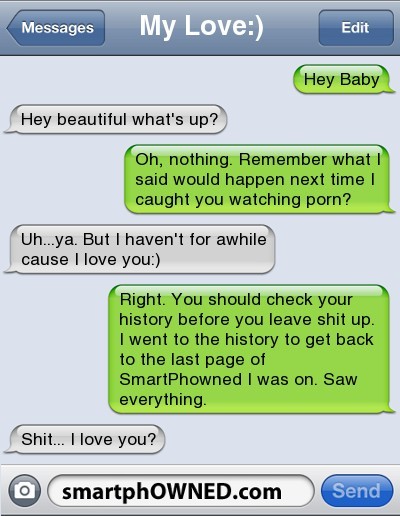 Messages
My Love:)
Edit
Hey Baby
Hey beautiful what's up?
Oh, nothing. Remember what I
said would happen next time I
caught you watching porn?
Uh...ya. But I haven't for awhile
cause I love you:)
Right. You should check your
history before you leave shit up.
I went to the history to get back
to the last page of
SmartPhowned I was on. Saw
everything.
Shit... I love you?
smartphOWNED.com
Send